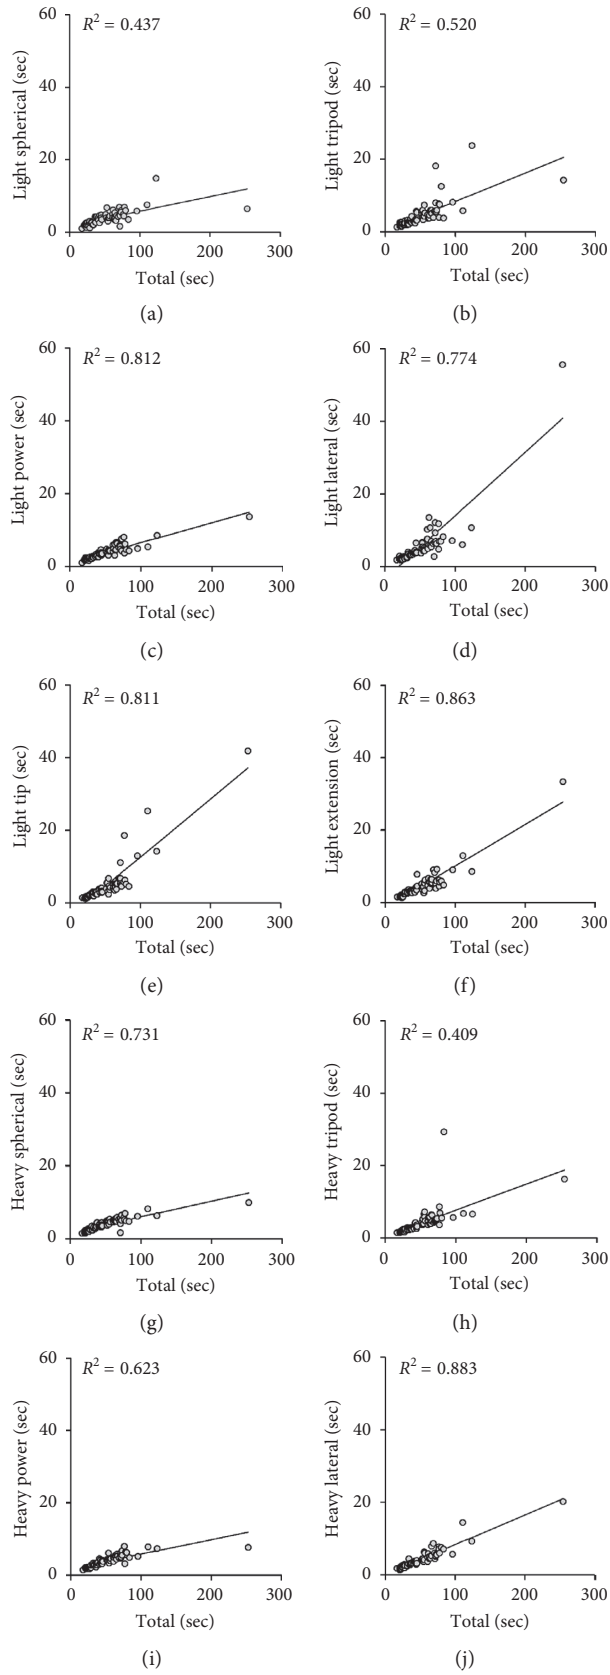 R² = 0.437
60
40
20
0
Light spherical (sec)
0 100 200 300
Total (sec)
(a)
R² = 0.520
60
40
20
0
Light tripod (sec)
0 100 200 300
Total (sec)
(b)
R² = 0.812
60
40
20
0
Light power (sec)
0 100 200 300
Total (sec)
(c)
R² = 0.774
60
40
20
0
Light lateral (sec)
0 100 200 300
Total (sec)
(d)
R² = 0.811
60
40
20
0
Light tip (sec)
0 100 200 300
Total (sec)
(e)
R² = 0.863
60
40
20
0
Light extension (sec)
0 100 200 300
Total (sec)
(f)
R² = 0.731
60
40
20
0
Heavy spherical (sec)
0 100 200 300
Total (sec)
(g)
R² = 0.409
60
40
20
0
Heavy tripod (sec)
0 100 200 300
Total (sec)
(h)
R² = 0.623
60
40
20
0
Heavy power (sec)
0 100 200 300
Total (sec)
(i)
R² = 0.883
60
40
20
0
Heavy lateral (sec)
0 100 200 300
Total (sec)
(j)